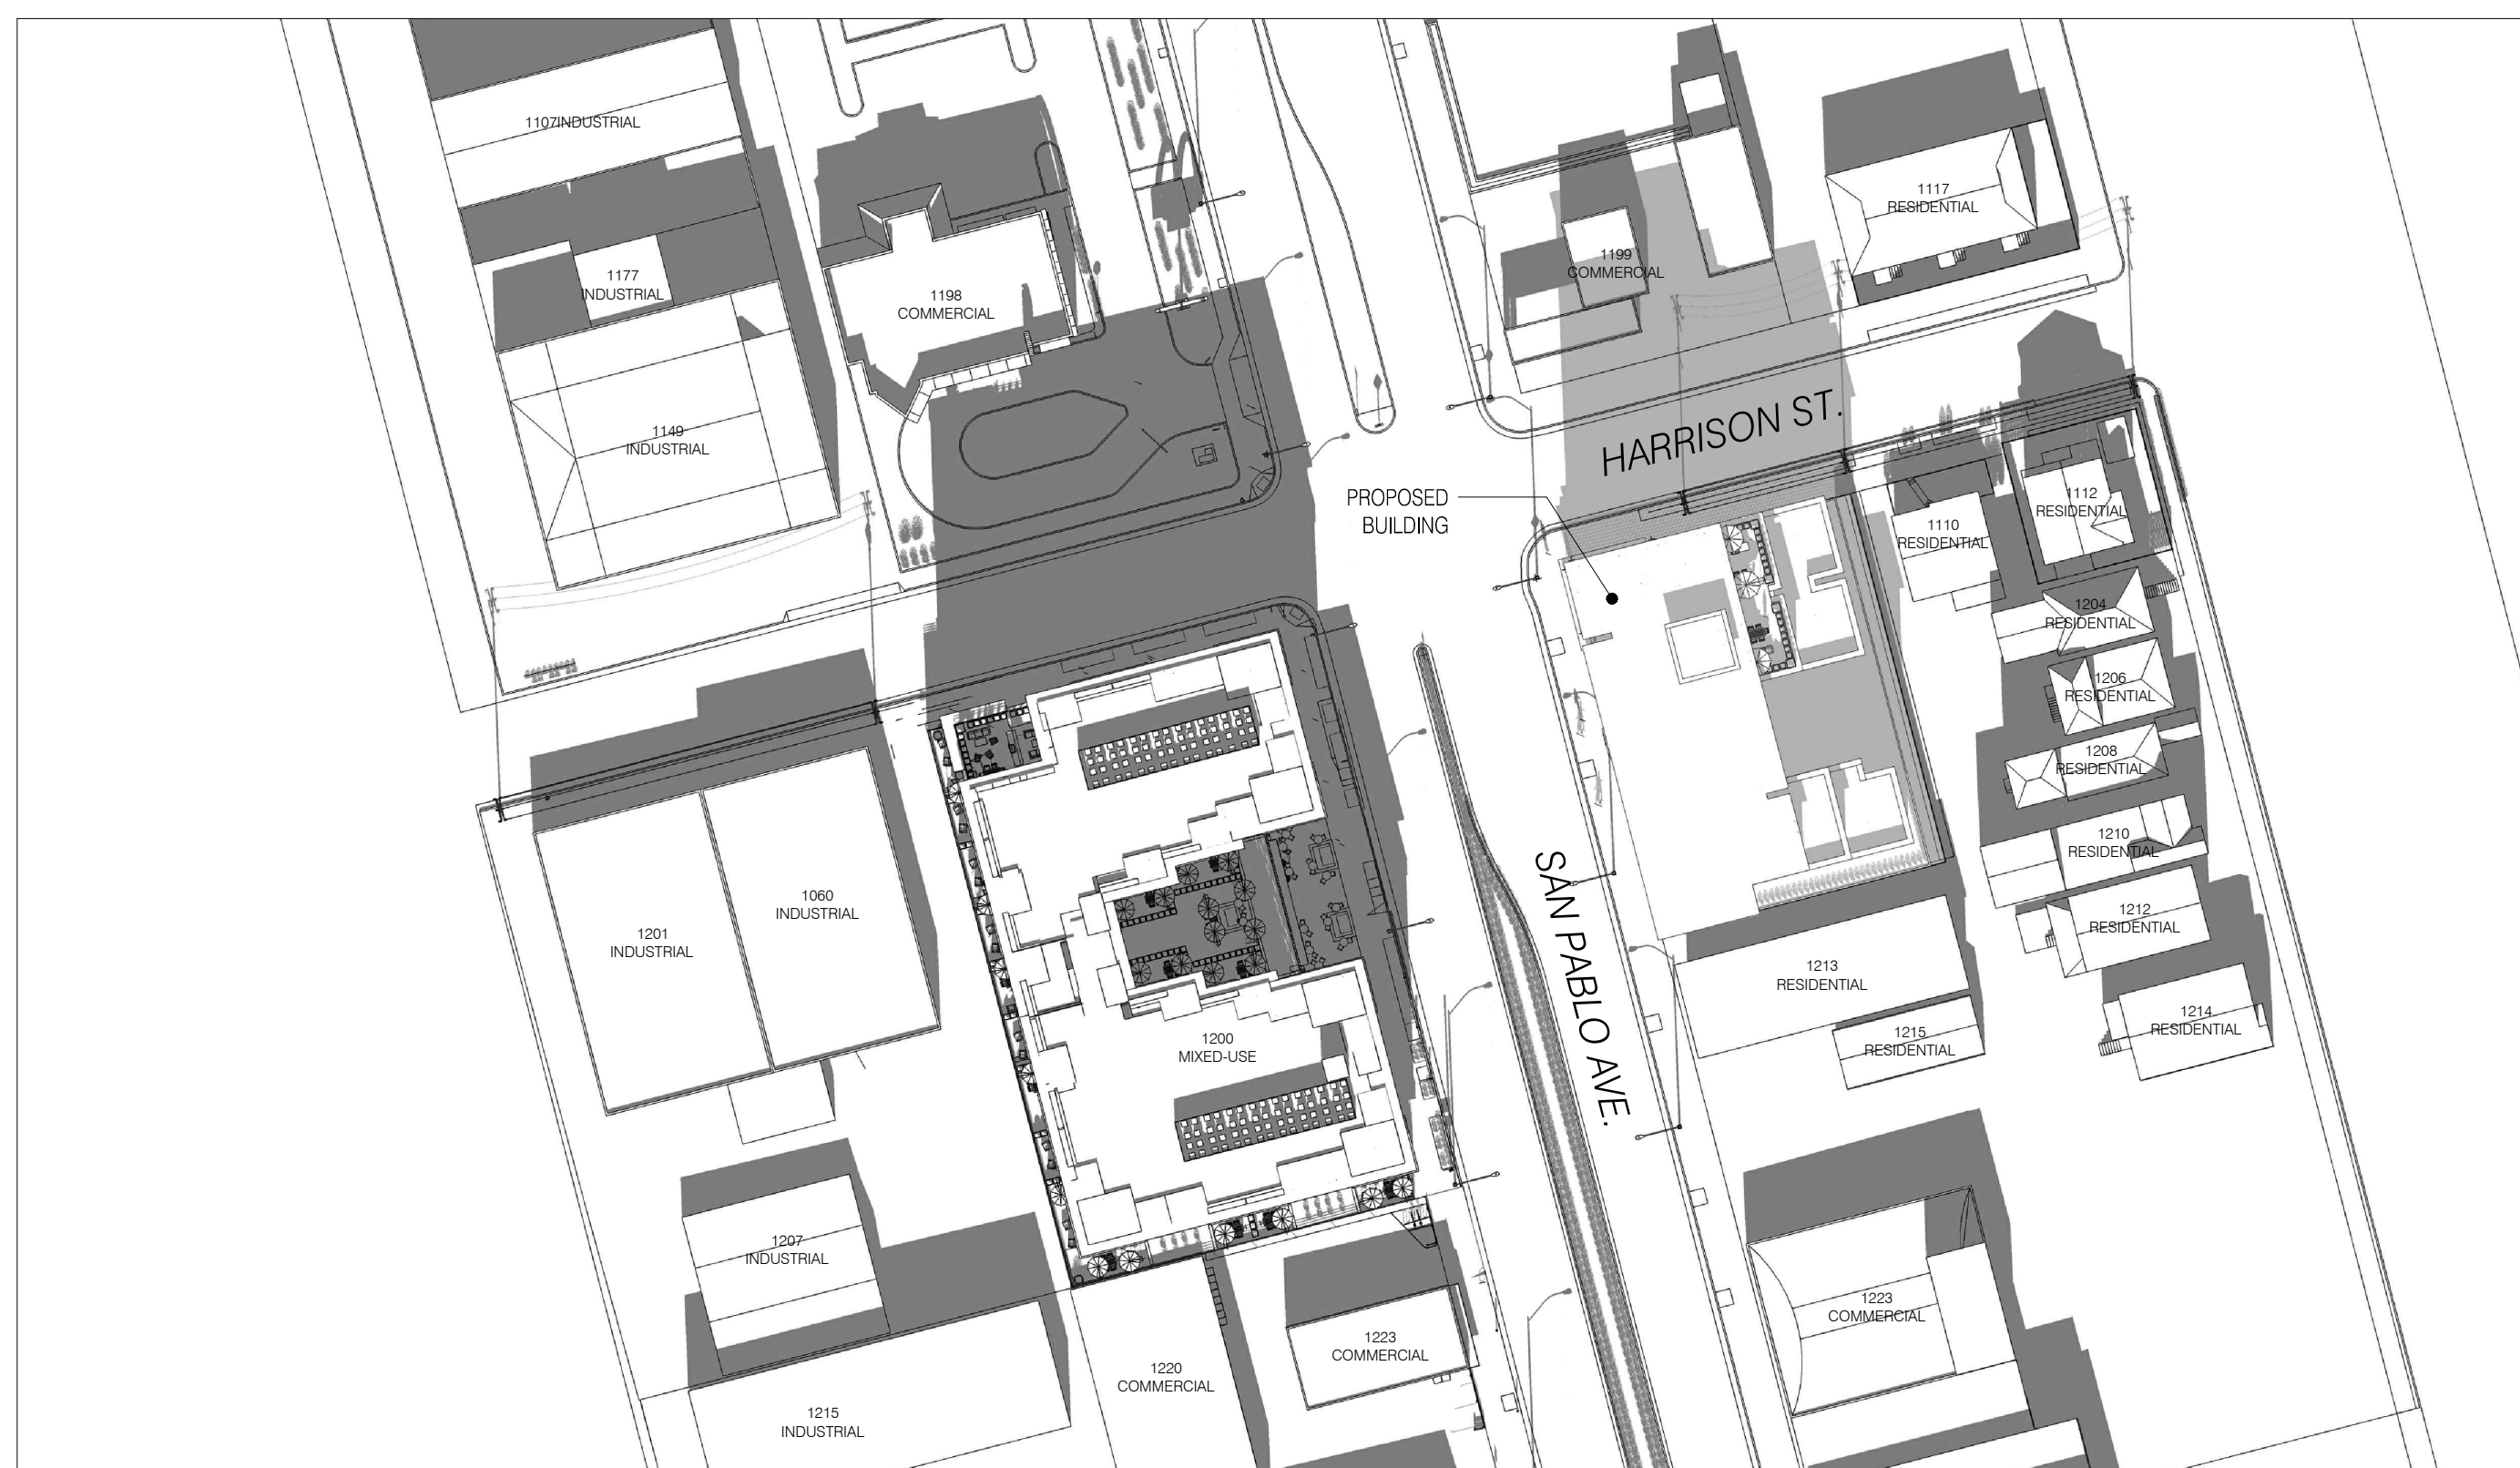 1107INDUSTRIAL
1177
INDUSTRIAL
1149
INDUSTRIAL
1198
COMMERCIAL
1199
COMMERCIAL
1117
RESIDENTIAL
HARRISON ST.
PROPOSED
BUILDING
1110
RESIDENTIAL
1112
RESIDENTIAL
1204
RESIDENTIAL
1206
RESIDENTIAL
1208
RESIDENTIAL
1210
RESIDENTIAL
1212
RESIDENTIAL
1214
RESIDENTIAL
1213
RESIDENTIAL
1215
RESIDENTIAL
SAN PABLO AVE.
1060
INDUSTRIAL
1201
INDUSTRIAL
1200
MIXED-USE
1207
INDUSTRIAL
1215
INDUSTRIAL
1220
COMMERCIAL
1223
COMMERCIAL
1223
COMMERCIAL